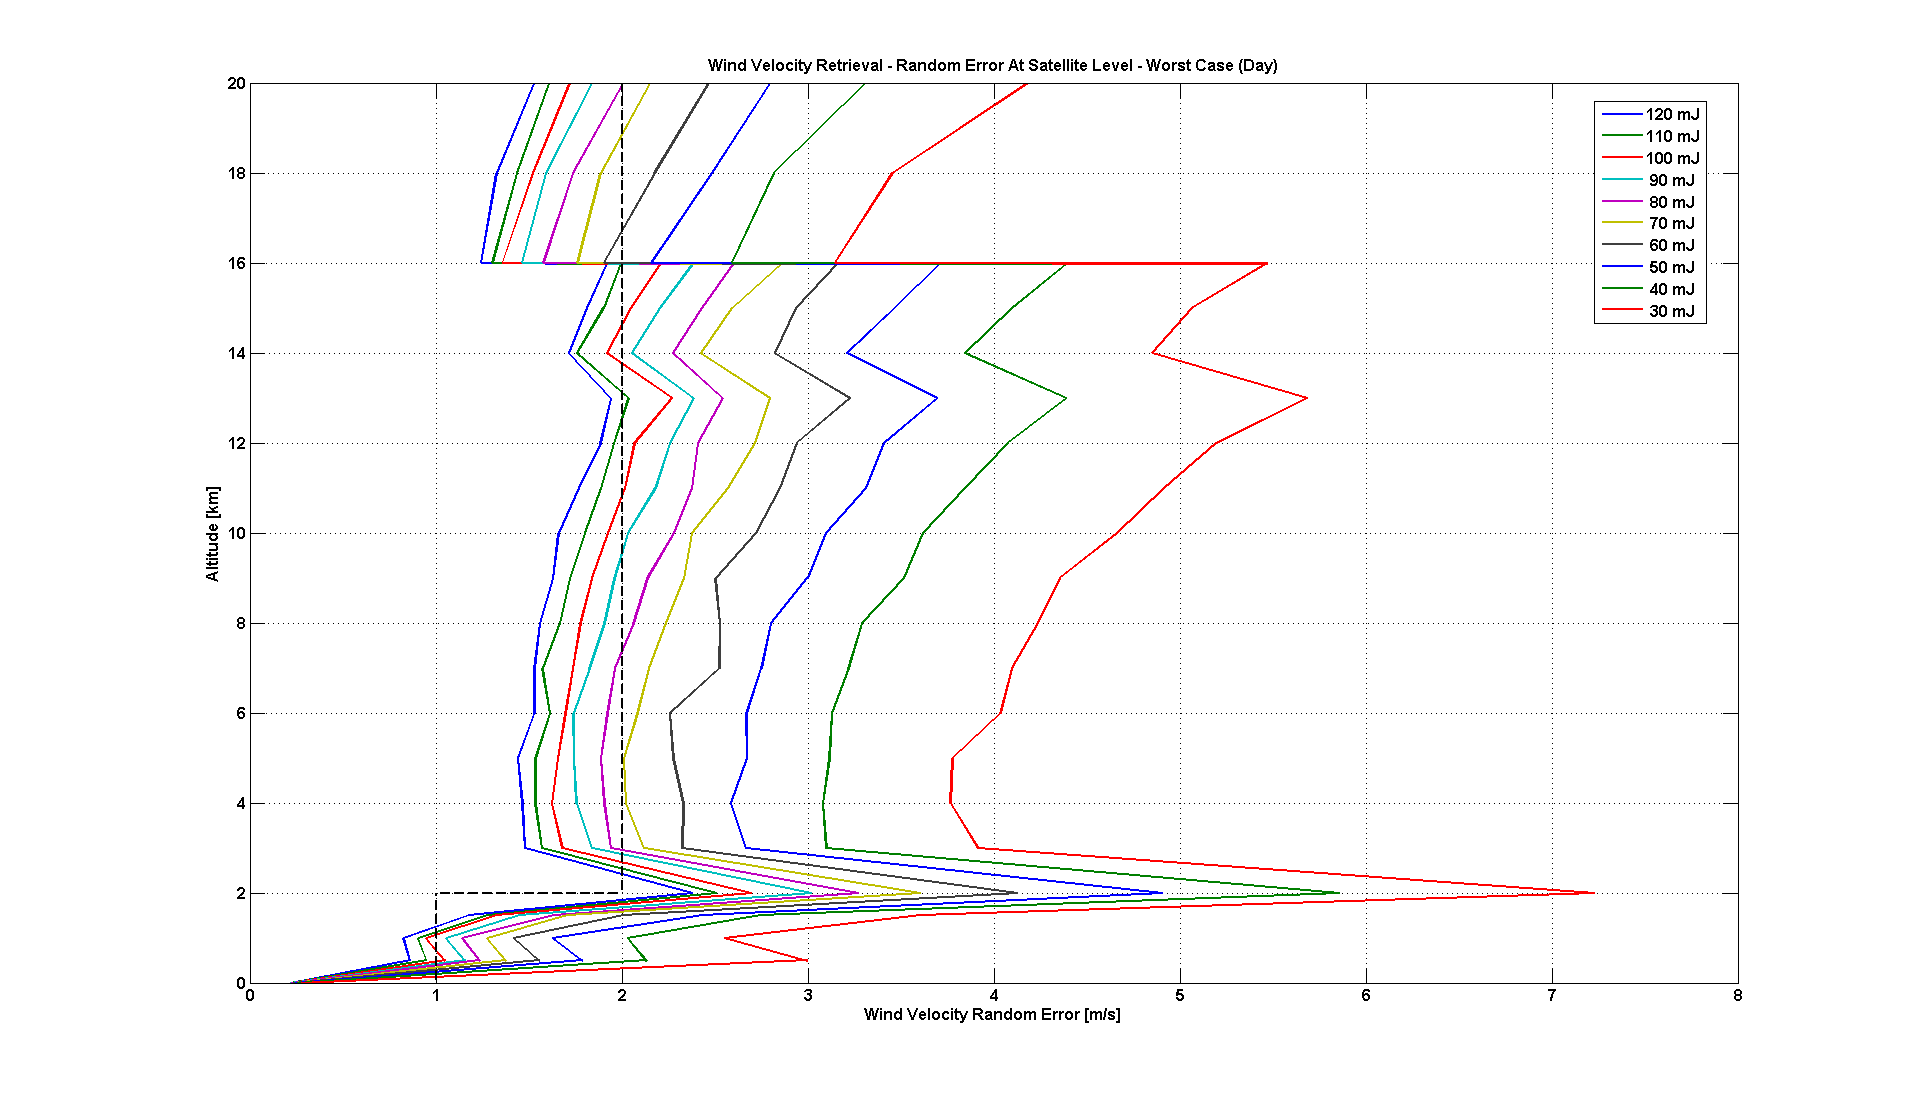 Wind Velocity Retrieval - Random Error At Satellite Level - Worst Case (Day)
20
18
16
14
12
10
8
6
4
2
0
Altitude [km]
120 mJ
110 mJ
100 mJ
90 mJ
80 mJ
70 mJ
60 mJ
50 mJ
40 mJ
30 mJ
0 1 2 3 4 5 6 7 8
Wind Velocity Random Error [m/s]